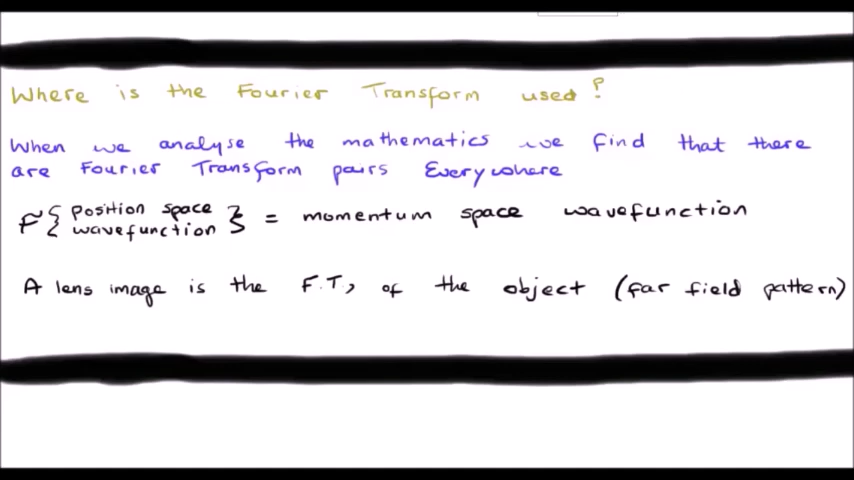 Where is the Fourier Transform used?
When we analyse the mathematics we find that there
are Fourier Transform pairs Everywhere
F{position space
wavefunction} = momentum space wavefunction
A lens image is the F.T, of the object (far field pattern)